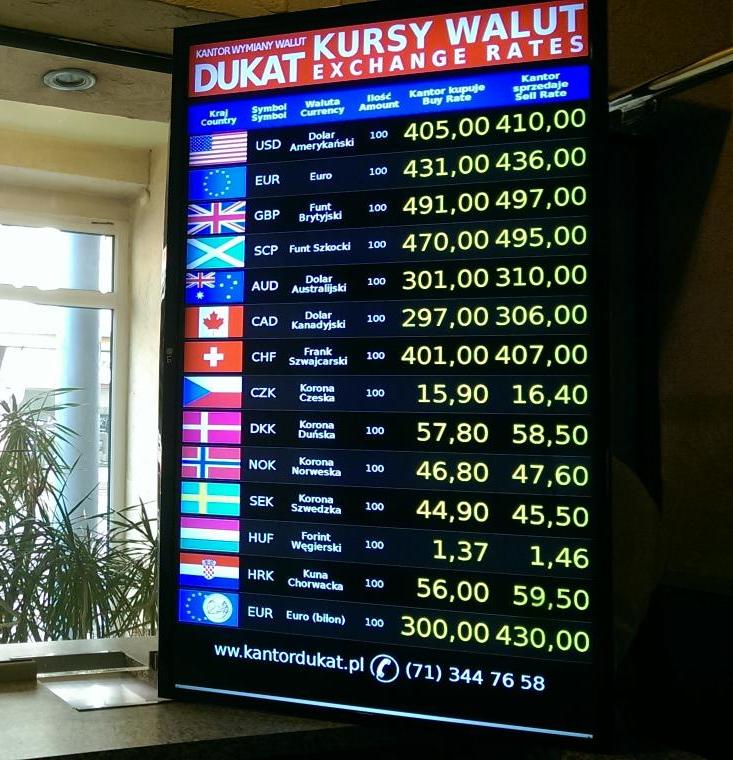 KANTOR WYMIANY WALUT
DUKAT
KURSY WALUT
EXCHANGE RATES
Kraj Country Symbol Symbol Waluta Currency Ilość Amount Kantor kupuje Buy Rate Kantor sprzedaje Sell Rate
USD Dolar Amerykański 100 405,00 410,00
EUR Euro 100 431,00 436,00
GBP Funt Brytyjski 100 491,00 497,00
SCP Funt Szkocki 100 470,00 495,00
AUD Dolar Australijski 100 301,00 310,00
CAD Dolar Kanadyjski 100 297,00 306,00
CHF Frank Szwajcarski 100 401,00 407,00
CZK Korona Czeska 100 15,90 16,40
DKK Korona Duńska 100 57,80 58,50
NOK Korona Norweska 100 46,80 47,60
SEK Korona Szwedzka 100 44,90 45,50
HUF Forint Węgierski 100 1,37 1,46
HRK Kuna Chorwacka 100 56,00 59,50
EUR Euro (bilon) 100 300,00 430,00
ww.kantordukat.pl (71) 344 76 58